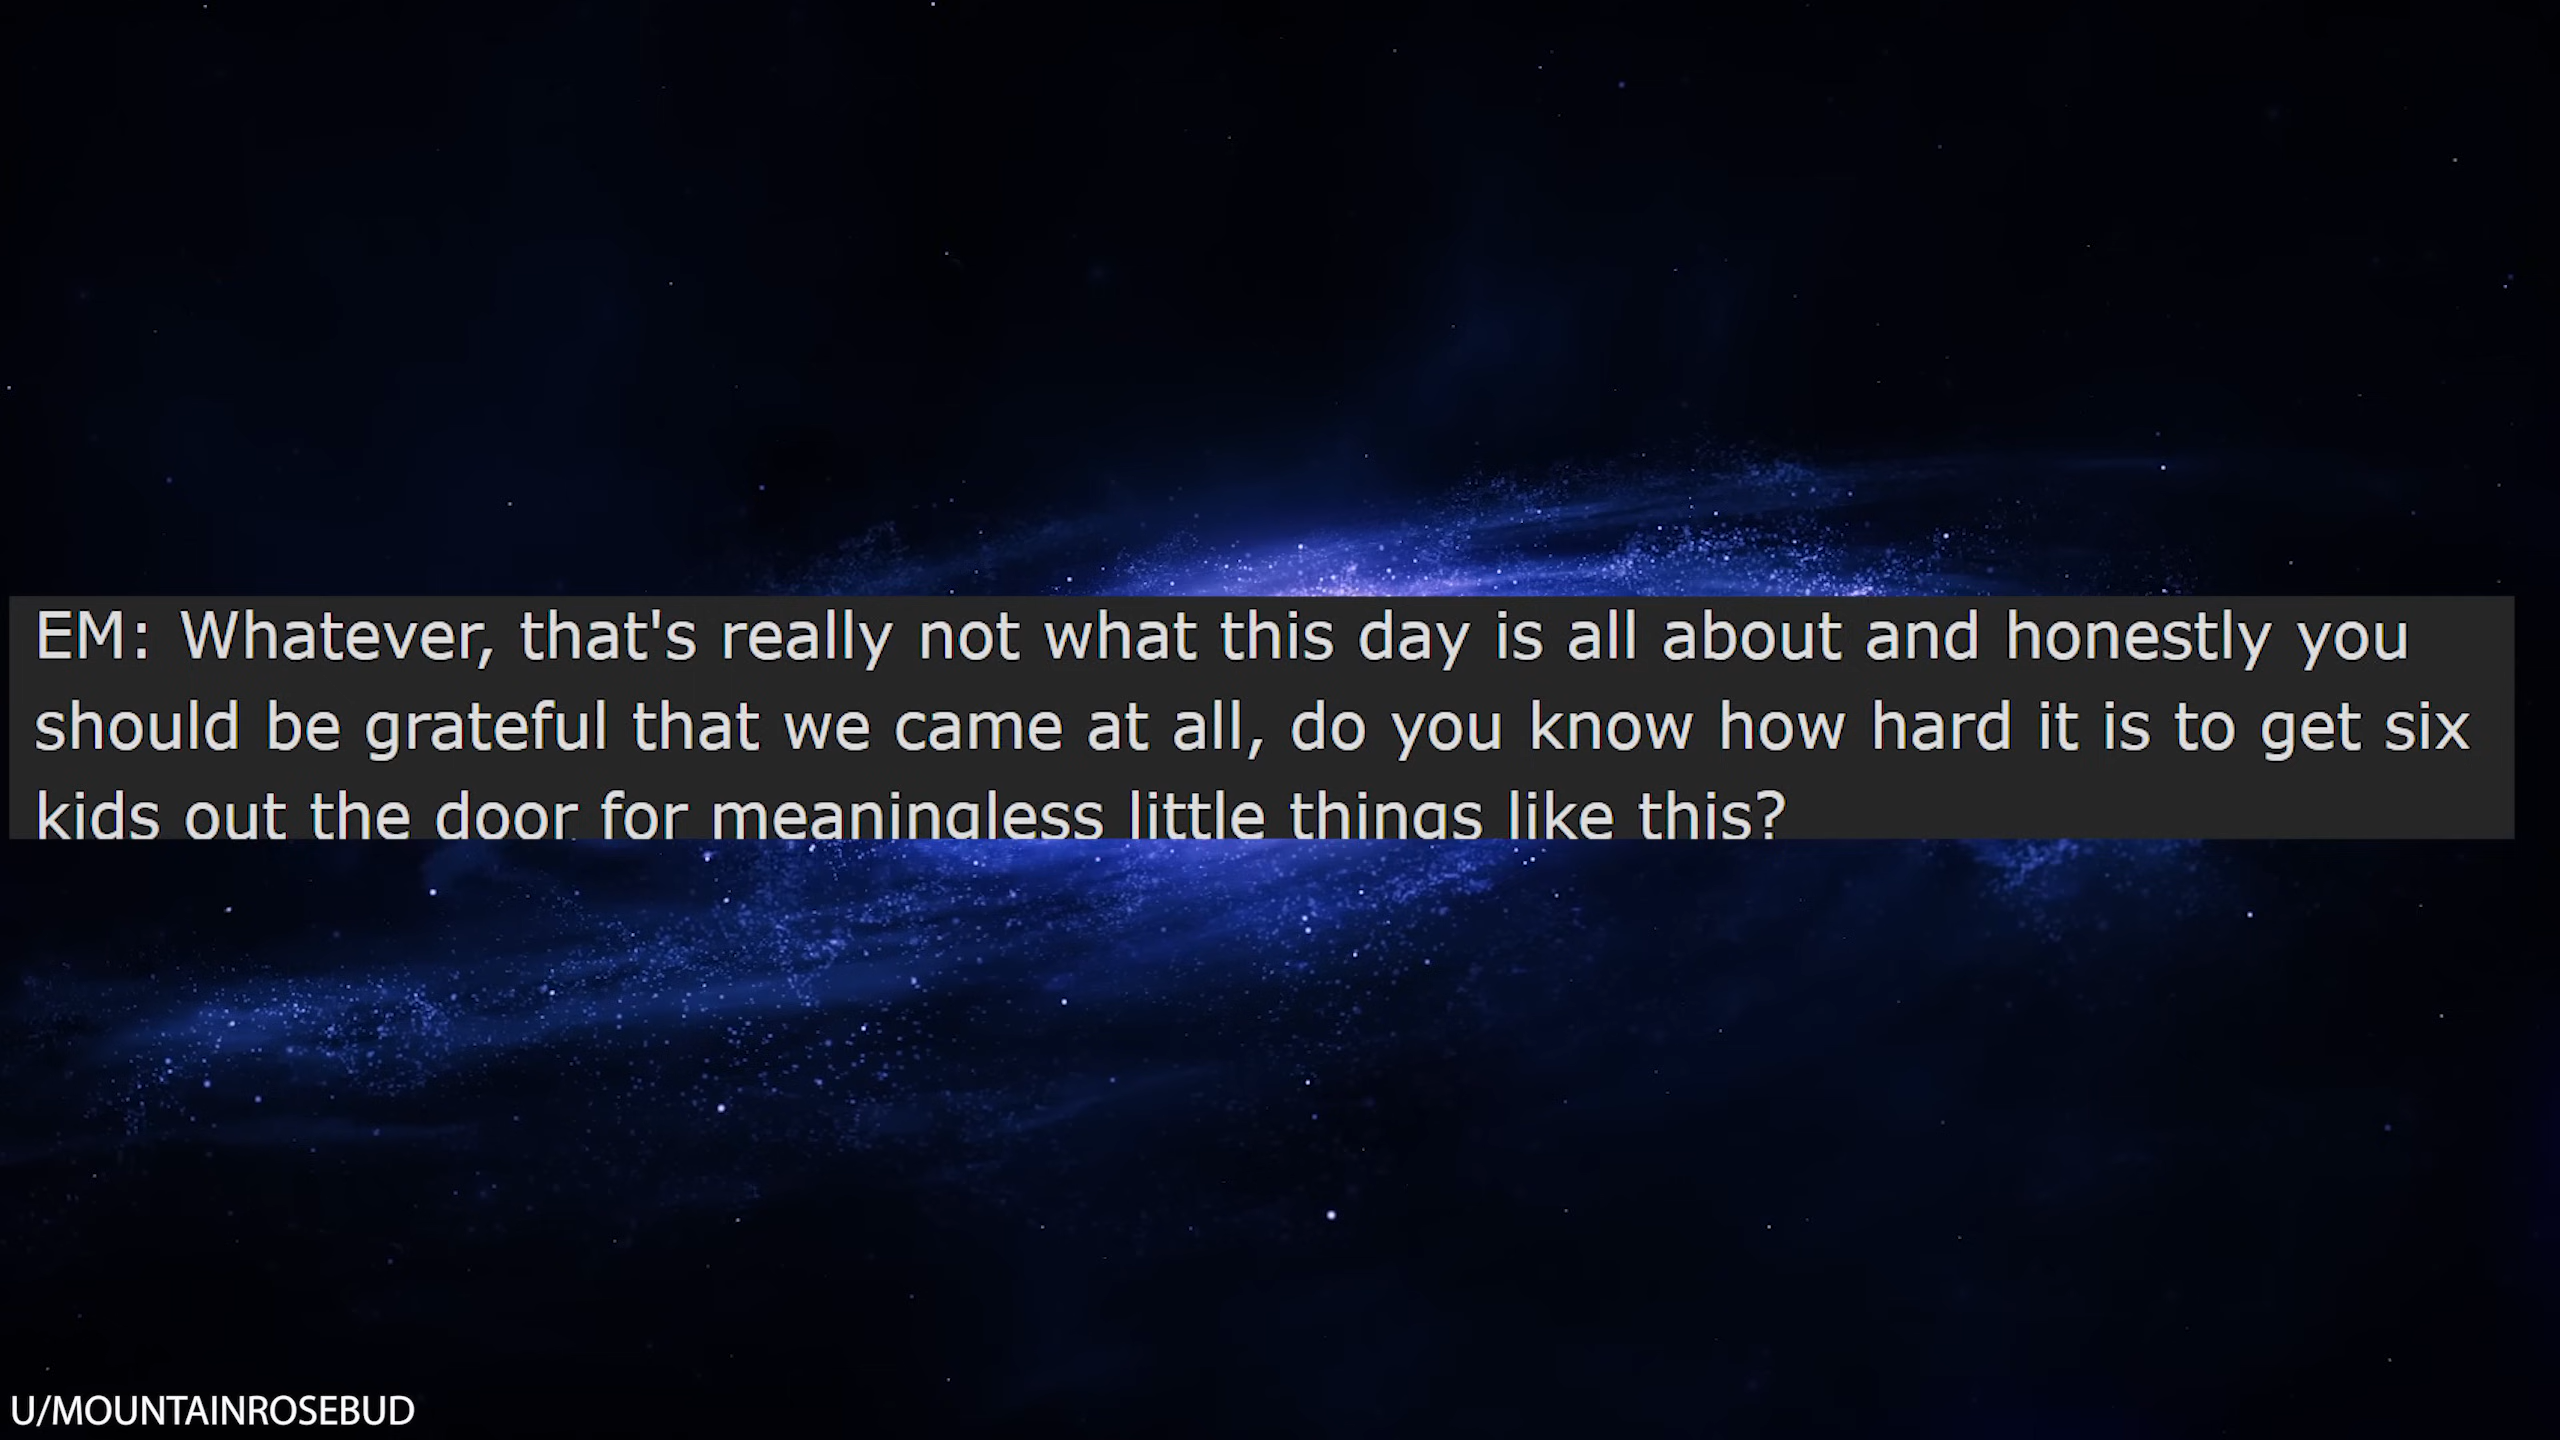 EM: Whatever, that's really not what this day is all about and honestly you
should be grateful that we came at all, do you know how hard it is to get six
kids out the door for meaningless little things like this?
U/MOUNTAINROSEBUD